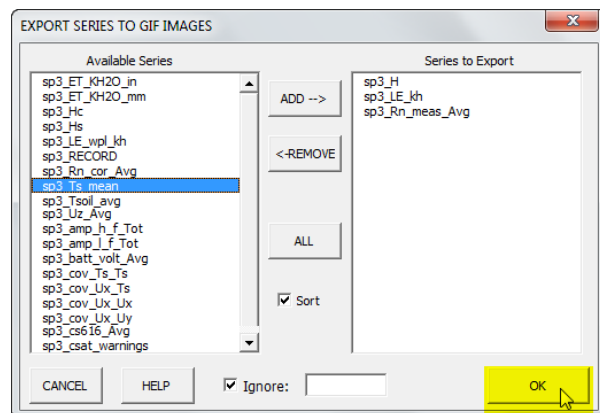 EXPORT SERIES TO GIF IMAGES
x
Available Series
Series to Export
sp3_ET_KH2O_in
sp3_ET_KH2O_mm
sp3_Hc
sp3_Hs
sp3_LE_wpl_kh
sp3_RECORD
sp3_Rn_cor_Avg
sp3_Ts_mean
sp3_Tsoil_avg
sp3_Uz_Avg
sp3_amp_h_f_Tot
sp3_amp_l_f_Tot
sp3_batt_volt_Avg
sp3_cov_Ts_Ts
sp3_cov_Ux_Ts
sp3_cov_Ux_Ux
sp3_cov_Ux_Uy
sp3_cs616_Avg
sp3_csat_warnings
ADD -->
<-REMOVE
ALL
Sort
sp3_H
sp3_LE_kh
sp3_Rn_meas_Avg
CANCEL
HELP
Ignore:
OK